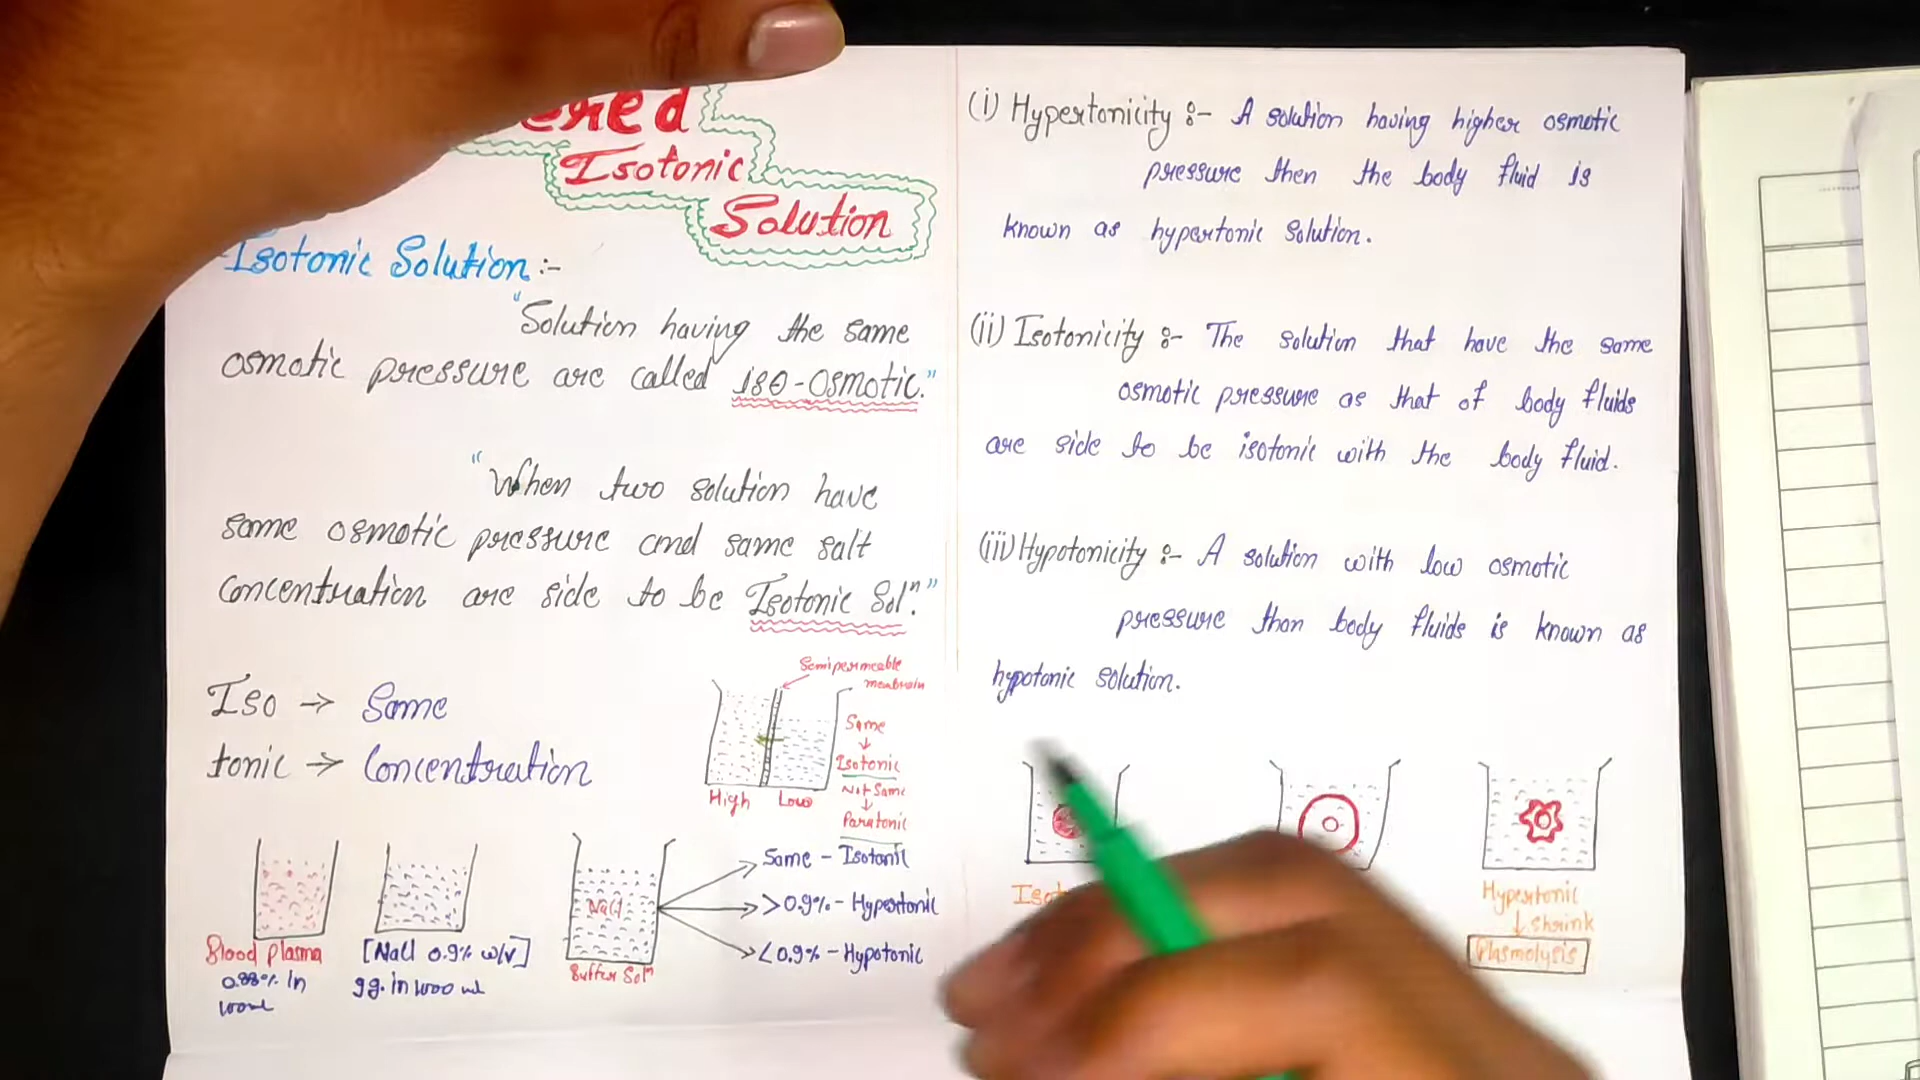 Isotonic
Solution
Isotonic Solution :-
"Solution having the same
osmotic pressure are called iso-osmotic."
"When two solution have
same osmotic pressure and same salt
concentration are side to be Isotonic Solⁿ."
Iso → Same
tonic → Concentration
Semipermeable
High Low
Same
↓
Isotonic
Not Same
↓
Paratonic
Blood plasma
[NaCl 0.9% w/v]
9g. in 1000 ml
NaCl
Buffer Solⁿ
Same - Isotonic
>0.9% - Hypertonic
<0.9% - Hypotonic
(i) Hypertonicity :- A solution having higher osmotic
pressure then the body fluid is
known as hypertonic solution.
(ii) Isotonicity :- The solution that have the same
osmotic pressure as that of body fluids
are side to be isotonic with the body fluid.
(iii) Hypotonicity :- A solution with low osmotic
pressure than body fluids is known as
hypotonic solution.
Hypertonic
↓ Shrink
Plasmolysis